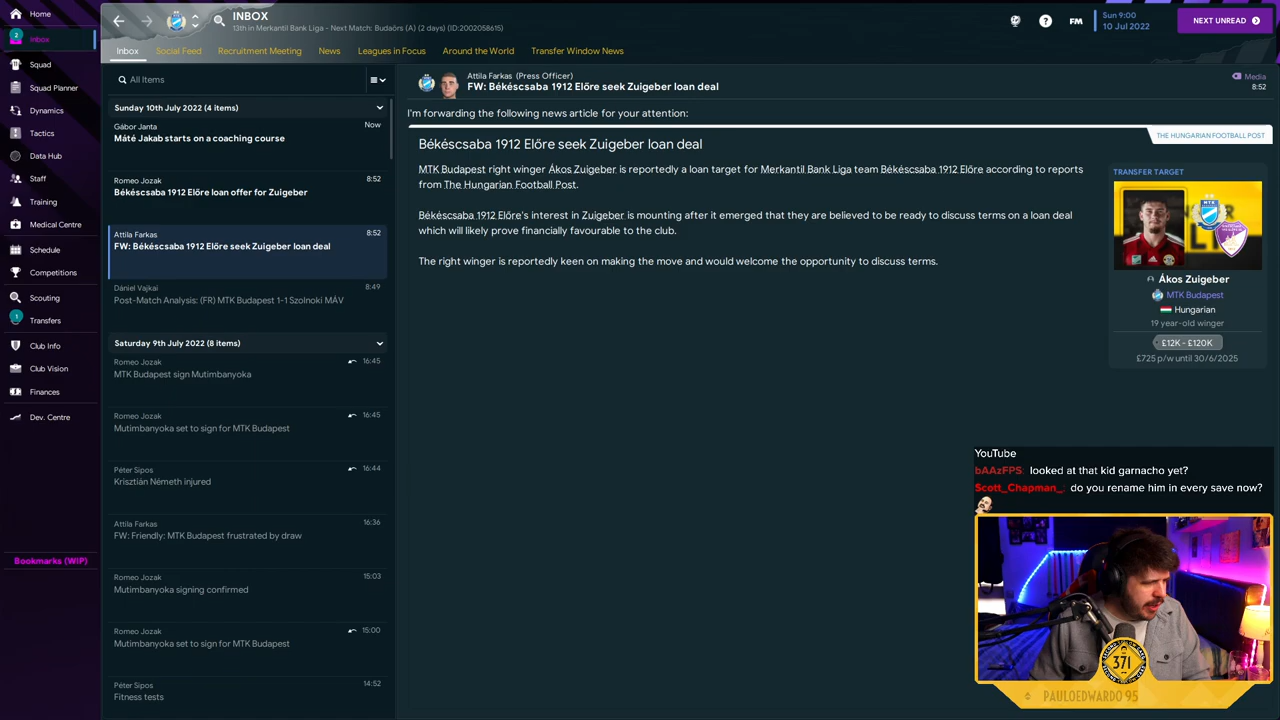 Home
INBOX
13th in Merkantil Bank Liga - Next Match: Budaörs (A) (2 days) (ID:2002058615)
FM
Sun 9:00
10 Jul 2022
NEXT UNREAD
2
Inbox
Squad
Squad Planner
Dynamics
Tactics
Data Hub
Staff
Training
Medical Centre
Schedule
Competitions
Scouting
1
Transfers
Club Info
Club Vision
Finances
Dev. Centre
Bookmarks (WIP)
Inbox
Social Feed
Recruitment Meeting
News
Leagues in Focus
Around the World
Transfer Window News
All Items
Sunday 10th July 2022 (4 items)
Gábor Janta
Now
Máté Jakab starts on a coaching course
Romeo Jozak
8:52
Békéscsaba 1912 Előre loan offer for Zuigeber
Attila Farkas
8:52
FW: Békéscsaba 1912 Előre seek Zuigeber loan deal
Dániel Vajkai
8:49
Post-Match Analysis: (FR) MTK Budapest 1-1 Szolnoki MÁV
Saturday 9th July 2022 (8 items)
Romeo Jozak
16:45
MTK Budapest sign Mutimbanyoka
Romeo Jozak
16:45
Mutimbanyoka set to sign for MTK Budapest
Péter Sipos
16:44
Krisztián Németh injured
Attila Farkas
16:36
FW: Friendly: MTK Budapest frustrated by draw
Romeo Jozak
15:03
Mutimbanyoka signing confirmed
Romeo Jozak
15:00
Mutimbanyoka set to sign for MTK Budapest
Péter Sipos
14:52
Fitness tests
Attila Farkas (Press Officer)
FW: Békéscsaba 1912 Előre seek Zuigeber loan deal
Media
8:52
I'm forwarding the following news article for your attention:
THE HUNGARIAN FOOTBALL POST
Békéscsaba 1912 Előre seek Zuigeber loan deal
MTK Budapest right winger Ákos Zuigeber is reportedly a loan target for Merkantil Bank Liga team Békéscsaba 1912 Előre according to reports
from The Hungarian Football Post.
Békéscsaba 1912 Előre's interest in Zuigeber is mounting after it emerged that they are believed to be ready to discuss terms on a loan deal
which will likely prove financially favourable to the club.
The right winger is reportedly keen on making the move and would welcome the opportunity to discuss terms.
TRANSFER TARGET
Ákos Zuigeber
MTK Budapest
Hungarian
19 year-old winger
£12K - £120K
£725 p/w until 30/6/2025
YouTube
bAAzFPS: looked at that kid garnacho yet?
Scott_Chapman_: do you rename him in every save now?
371
PAULOEDWARDO 95